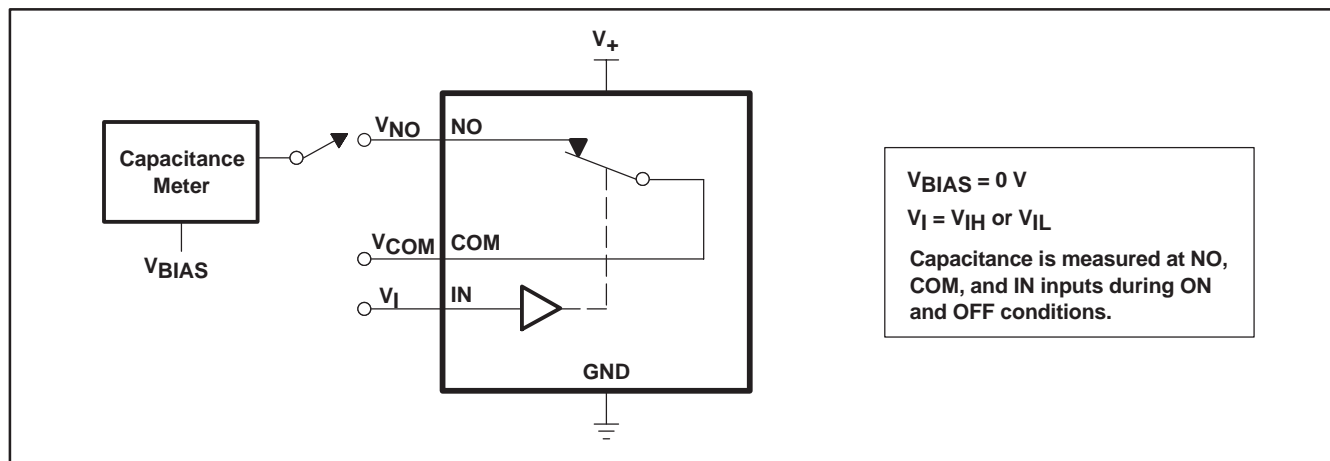 V+
VNO
NO
Capacitance
Meter
VBIAS
VCOM
COM
VI
IN
GND
VBIAS = 0 V
VI = VIH or VIL
Capacitance is measured at NO,
COM, and IN inputs during ON
and OFF conditions.